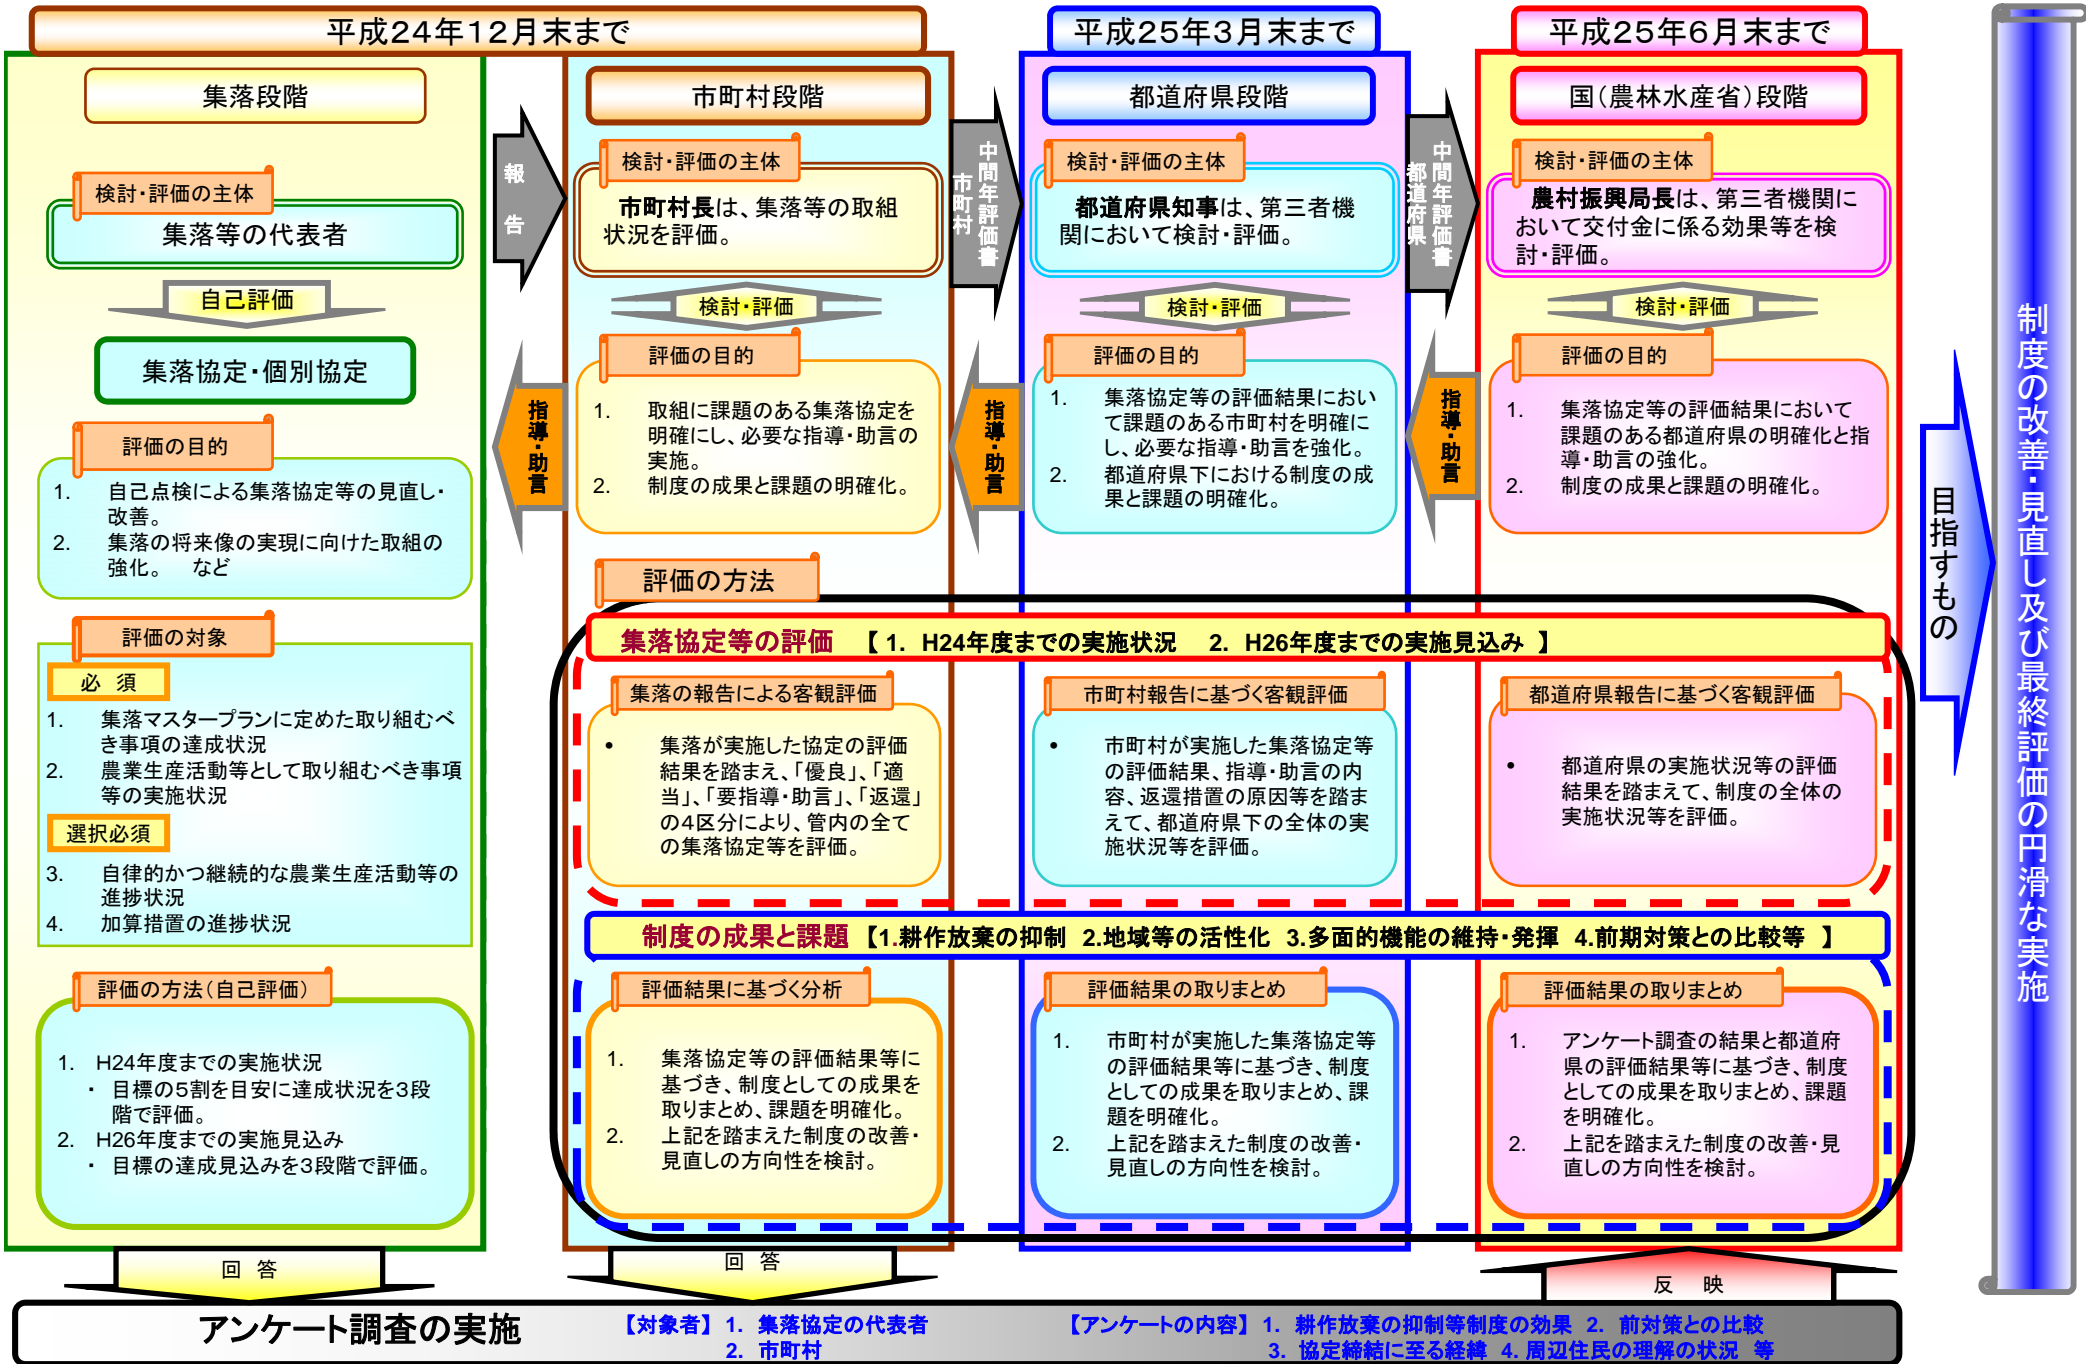 平成24年12月末まで
集落段階
検討・評価の主体
集落等の代表者
自己評価
集落協定・個別協定
評価の目的
1. 自己点検による集落協定等の見直し・
改善。
2. 集落の将来像の実現に向けた取組の
強化。 など
評価の対象
必 須
1. 集落マスタープランに定めた取り組むべ
き事項の達成状況
2. 農業生産活動等として取り組むべき事項
等の実施状況
選択必須
3. 自律的かつ継続的な農業生産活動等の
進捗状況
4. 加算措置の進捗状況
評価の方法(自己評価)
1. H24年度までの実施状況
・ 目標の5割を目安に達成状況を3段
階で評価。
2. H26年度までの実施見込み
・ 目標の達成見込みを3段階で評価。
回 答
報 告
指導・助言
市町村段階
検討・評価の主体
市町村長は、集落等の取組
状況を評価。
検討・評価
評価の目的
1. 取組に課題のある集落協定を
明確にし、必要な指導・助言の
実施。
2. 制度の成果と課題の明確化。
中間年評価書
市町村
指導・助言
平成25年3月末まで
都道府県段階
検討・評価の主体
都道府県知事は、第三者機
関において検討・評価。
検討・評価
評価の目的
1. 集落協定等の評価結果におい
て課題のある市町村を明確に
し、必要な指導・助言を強化。
2. 都道府県下における制度の成
果と課題の明確化。
中間年評価書
都道府県
指導・助言
平成25年6月末まで
国(農林水産省)段階
検討・評価の主体
農村振興局長は、第三者機関に
おいて交付金に係る効果等を検
討・評価。
検討・評価
評価の目的
1. 集落協定等の評価結果において
課題のある都道府県の明確化と指
導・助言の強化。
2. 制度の成果と課題の明確化。
評価の方法
集落協定等の評価 【 1. H24年度までの実施状況 2. H26年度までの実施見込み 】
集落の報告による客観評価
• 集落が実施した協定の評価
結果を踏まえ、「優良」、「適
当」、「要指導・助言」、「返還」
の4区分により、管内の全て
の集落協定等を評価。
市町村報告に基づく客観評価
• 市町村が実施した集落協定等
の評価結果、指導・助言の内
容、返還措置の原因等を踏ま
えて、都道府県下の全体の実
施状況等を評価。
都道府県報告に基づく客観評価
• 都道府県の実施状況等の評価
結果を踏まえて、制度の全体の
実施状況等を評価。
制度の成果と課題 【1.耕作放棄の抑制 2.地域等の活性化 3.多面的機能の維持・発揮 4.前期対策との比較等 】
評価結果に基づく分析
1. 集落協定等の評価結果等に
基づき、制度としての成果を
取りまとめ、課題を明確化。
2. 上記を踏まえた制度の改善・
見直しの方向性を検討。
評価結果の取りまとめ
1. 市町村が実施した集落協定等
の評価結果等に基づき、制度
としての成果を取りまとめ、課
題を明確化。
2. 上記を踏まえた制度の改善・
見直しの方向性を検討。
評価結果の取りまとめ
1. アンケート調査の結果と都道府
県の評価結果等に基づき、制度
としての成果を取りまとめ、課題
を明確化。
2. 上記を踏まえた制度の改善・見
直しの方向性を検討。
回 答
反 映
目指すもの
制度の改善・見直し及び最終評価の円滑な実施
アンケート調査の実施
【対象者】 1. 集落協定の代表者
2. 市町村
【アンケートの内容】 1. 耕作放棄の抑制等制度の効果 2. 前対策との比較
3. 協定締結に至る経緯 4. 周辺住民の理解の状況 等